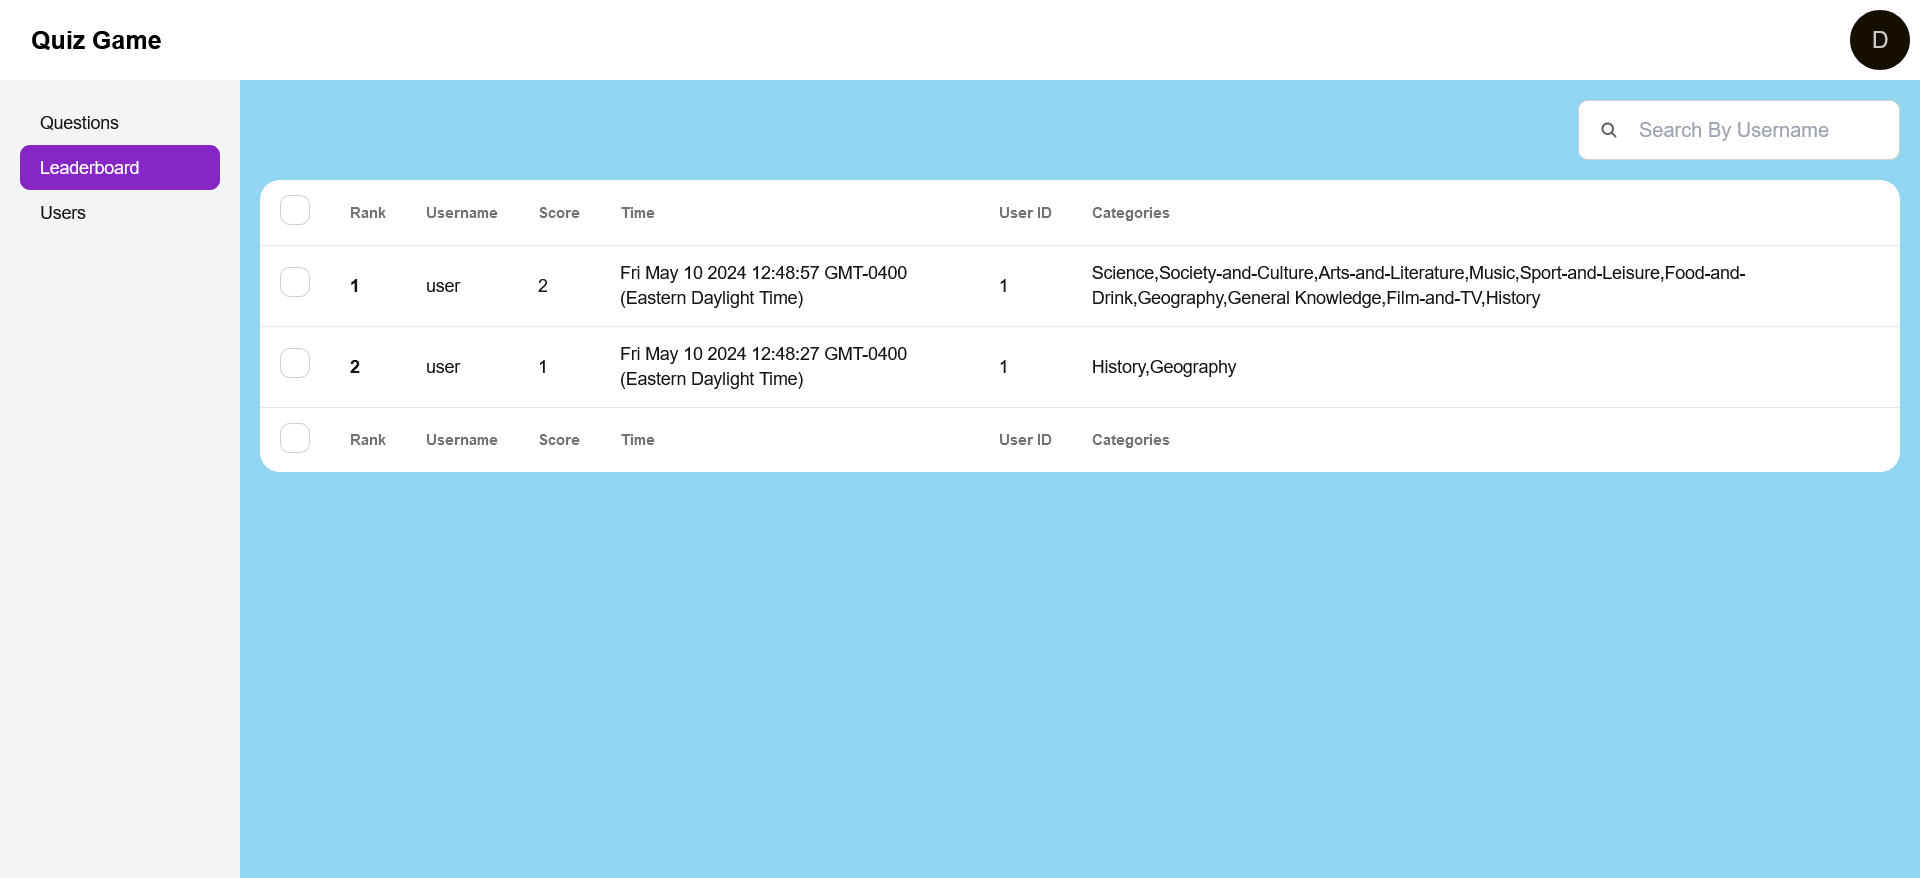 Quiz Game
D
Questions
Leaderboard
Users
Search By Username
Rank Username Score Time User ID Categories
1 user 2 Fri May 10 2024 12:48:57 GMT-0400 1 Science,Society-and-Culture,Arts-and-Literature,Music,Sport-and-Leisure,Food-and-
(Eastern Daylight Time) Drink,Geography,General Knowledge,Film-and-TV,History
2 user 1 Fri May 10 2024 12:48:27 GMT-0400 1 History,Geography
(Eastern Daylight Time)
Rank Username Score Time User ID Categories